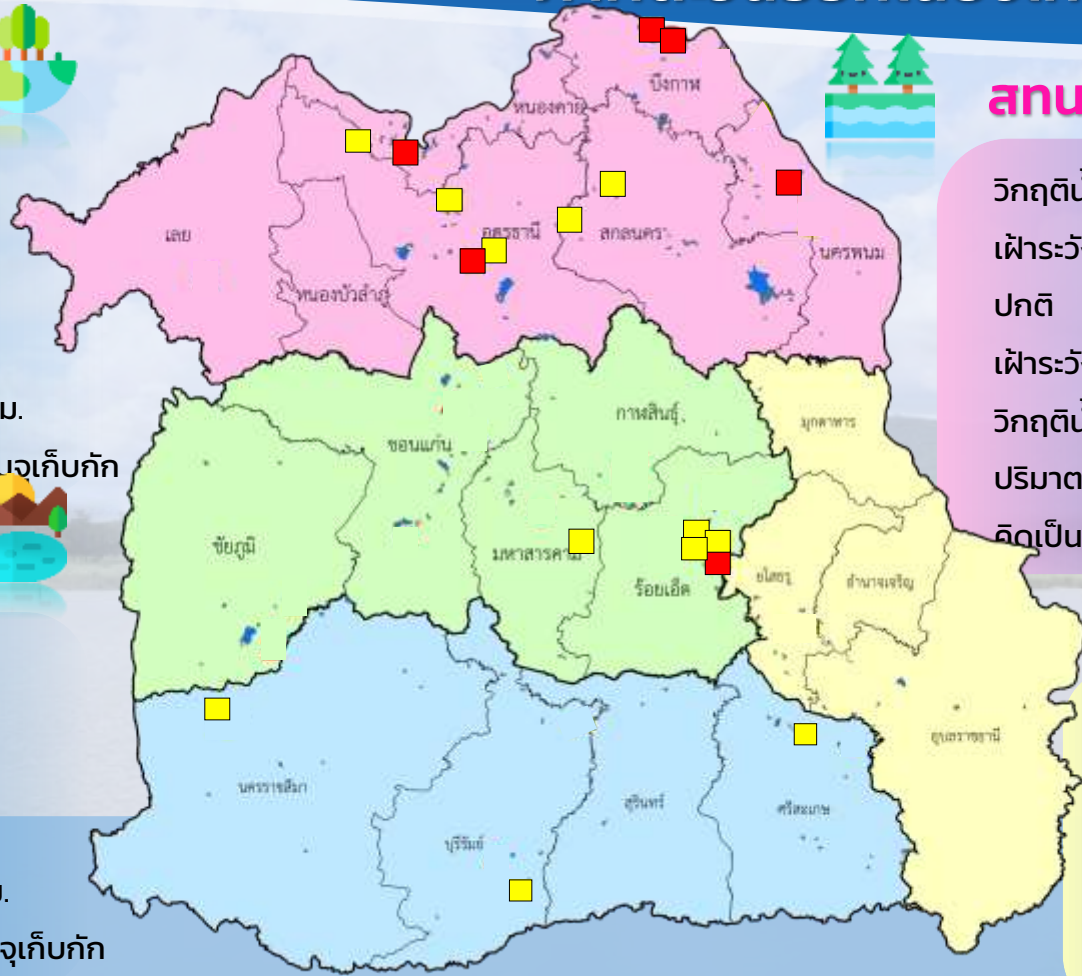 สทน
บึงกาฬ
หนองคาย
วิกฤติน้
เลย
อุดรธานี
สกลนคร
เฝ้าระวัง
นครพนม
หนองบัวลำภู
ปกติ
เฝ้าระวัง
ม.
กาฬสินธุ์
มุกดาหาร
วิกฤติน้
ขอนแก่น
มจุเก็บกัก
ปริมาต
คิดเป็น
ชัยภูมิ
มหาสารคาม
ร้อยเอ็ด
ยโสธร
อำนาจเจริญ
อุบลราชธานี
นครราชสีมา
สุรินทร์
ศรีสะเกษ
บุรีรัมย์
จุเก็บกัก